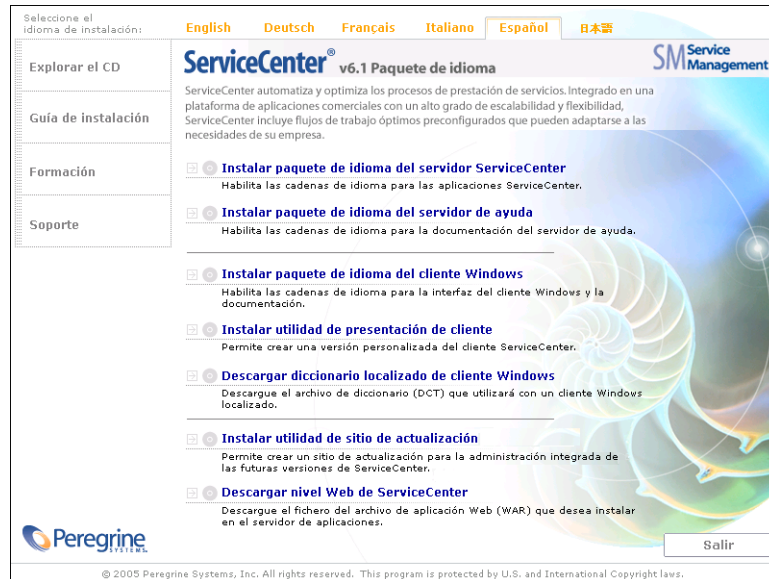 Seleccione el
idioma de instalación:
English Deutsch Français Italiano Español 日本語
Explorar el CD
Guía de instalación
Formación
Soporte
ServiceCenter® v6.1 Paquete de idioma
SM Service Management
ServiceCenter automatiza y optimiza los procesos de prestación de servicios. Integrado en una
plataforma de aplicaciones comerciales con un alto grado de escalabilidad y flexibilidad,
ServiceCenter incluye flujos de trabajo óptimos preconfigurados que pueden adaptarse a las
necesidades de su empresa.
Instalar paquete de idioma del servidor ServiceCenter
Habilita las cadenas de idioma para las aplicaciones ServiceCenter.
Instalar paquete de idioma del servidor de ayuda
Habilita las cadenas de idioma para la documentación del servidor de ayuda.
Instalar paquete de idioma del cliente Windows
Habilita las cadenas de idioma para la interfaz del cliente Windows y la
documentación.
Instalar utilidad de presentación de cliente
Permite crear una versión personalizada del cliente ServiceCenter.
Descargar diccionario localizado de cliente Windows
Descargue el archivo de diccionario (DCT) que utilizará con un cliente Windows
localizado.
Instalar utilidad de sitio de actualización
Permite crear un sitio de actualización para la administración integrada de
las futuras versiones de ServiceCenter.
Descargar nivel Web de ServiceCenter
Descargue el fichero del archivo de aplicación Web (WAR) que desea instalar
en el servidor de aplicaciones.
Peregrine
SYSTEMS.
Salir
© 2005 Peregrine Systems, Inc. All rights reserved. This program is protected by U.S. and International Copyright laws.